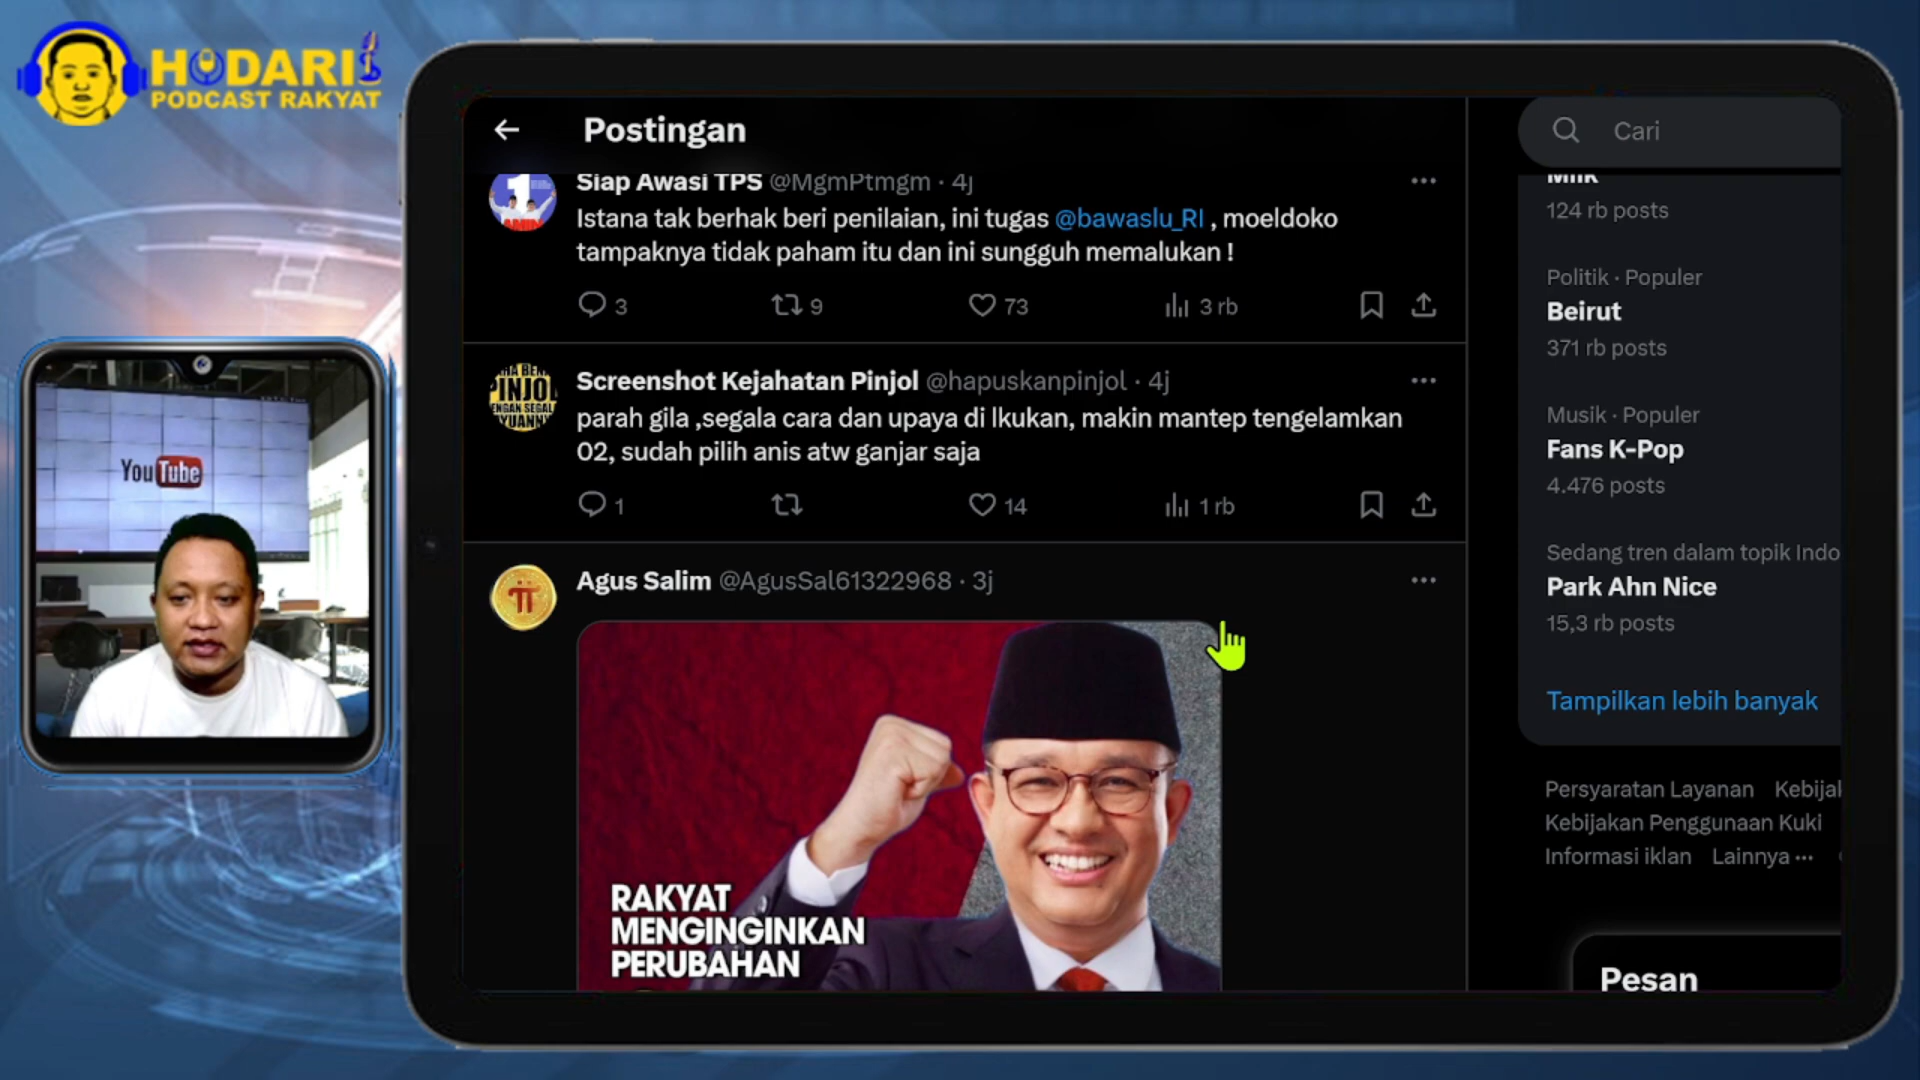 HODARI
PODCAST RAKYAT
YouTube
Postingan
Siap Awasi TPS @MgmPtmgm · 4j
Istana tak berhak beri penilaian, ini tugas @bawaslu_RI , moeldoko
tampaknya tidak paham itu dan ini sungguh memalukan !
3 9 73 3 rb
Screenshot Kejahatan Pinjol @hapuskanpinjol · 4j
parah gila ,segala cara dan upaya di lkukan, makin mantep tengelamkan
02, sudah pilih anis atw ganjar saja
1 14 1 rb
PINJOL
Agus Salim @AgusSal61322968 · 3j
RAKYAT
MENGINGINKAN
PERUBAHAN
Cari
Milk
124 rb posts
Politik · Populer
Beirut
371 rb posts
Musik · Populer
Fans K-Pop
4.476 posts
Sedang tren dalam topik Indo
Park Ahn Nice
15,3 rb posts
Tampilkan lebih banyak
Persyaratan Layanan Kebijak
Kebijakan Penggunaan Kuki
Informasi iklan Lainnya ···
Pesan